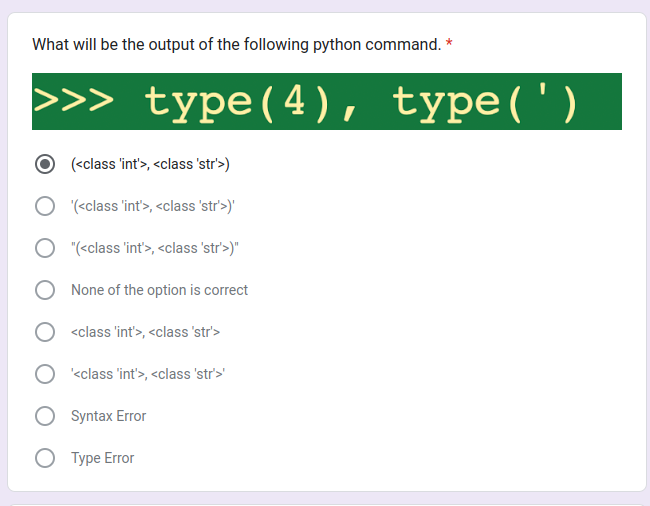 What will be the output of the following python command. *
>>> type(4), type(')
(<class 'int'>, <class 'str'>)
'(<class 'int'>, <class 'str'>)'
"(<class 'int'>, <class 'str'>)"
None of the option is correct
<class 'int'>, <class 'str'>
'<class 'int'>, <class 'str'>'
Syntax Error
Type Error